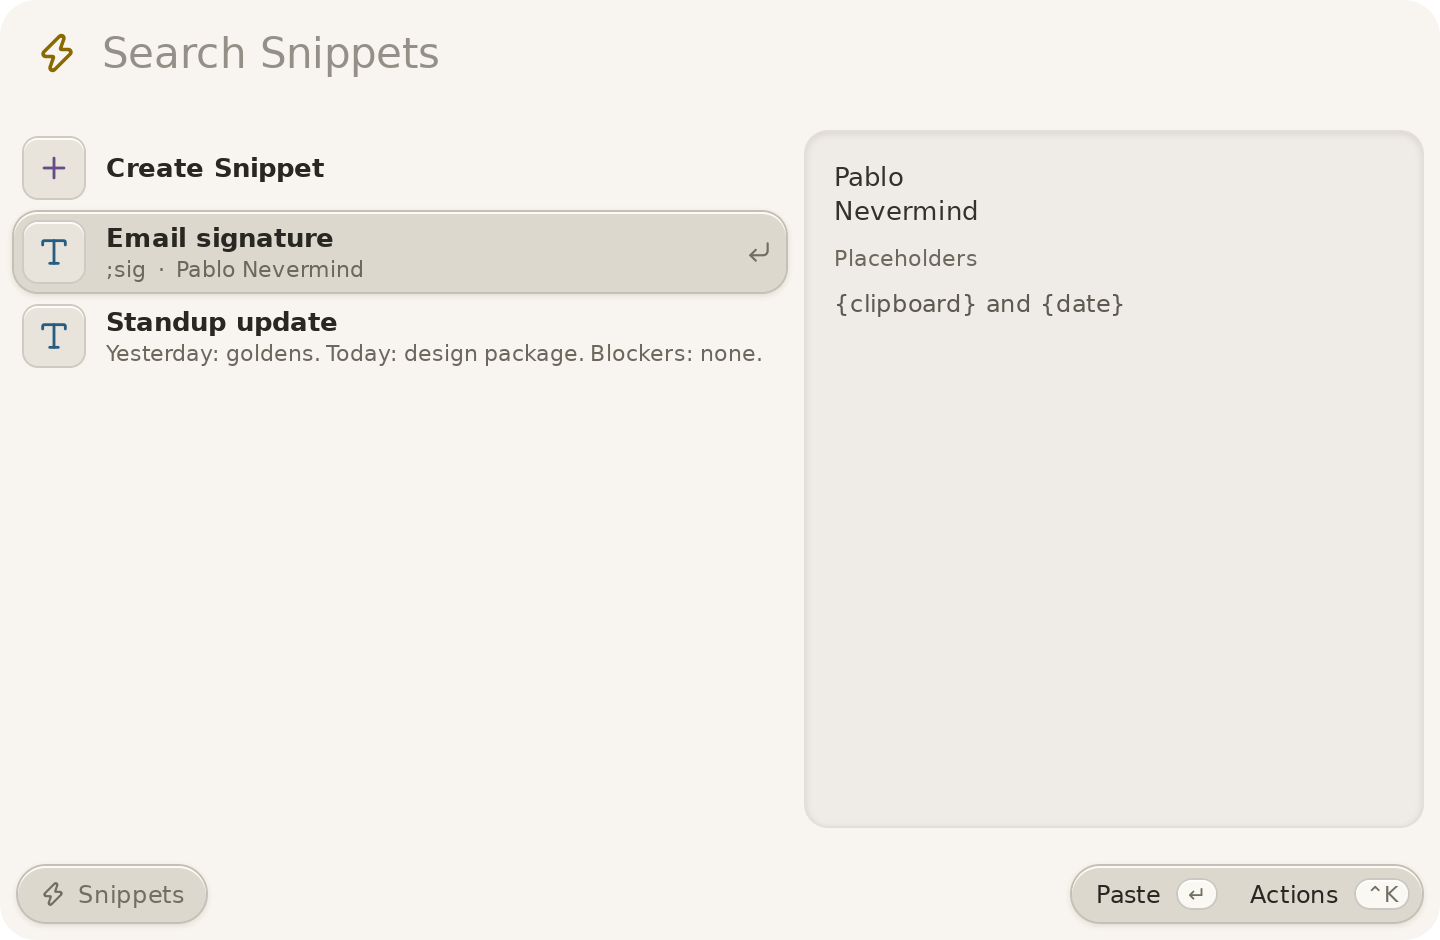 Search Snippets
Create Snippet
Email signature
;sig · Pablo Nevermind
Standup update
Yesterday: goldens. Today: design package. Blockers: none.
Pablo
Nevermind
Placeholders
{clipboard} and {date}
Snippets
Paste ↵ Actions ⌃K